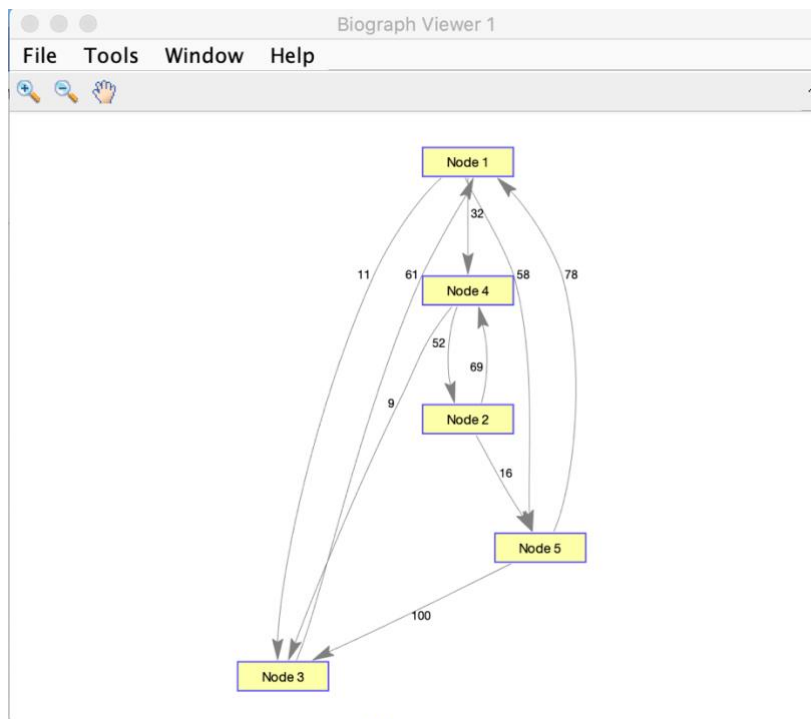 Biograph Viewer 1
File Tools Window Help
Node 1
32
11
61
58
78
Node 4
52
69
9
Node 2
16
Node 5
100
Node 3